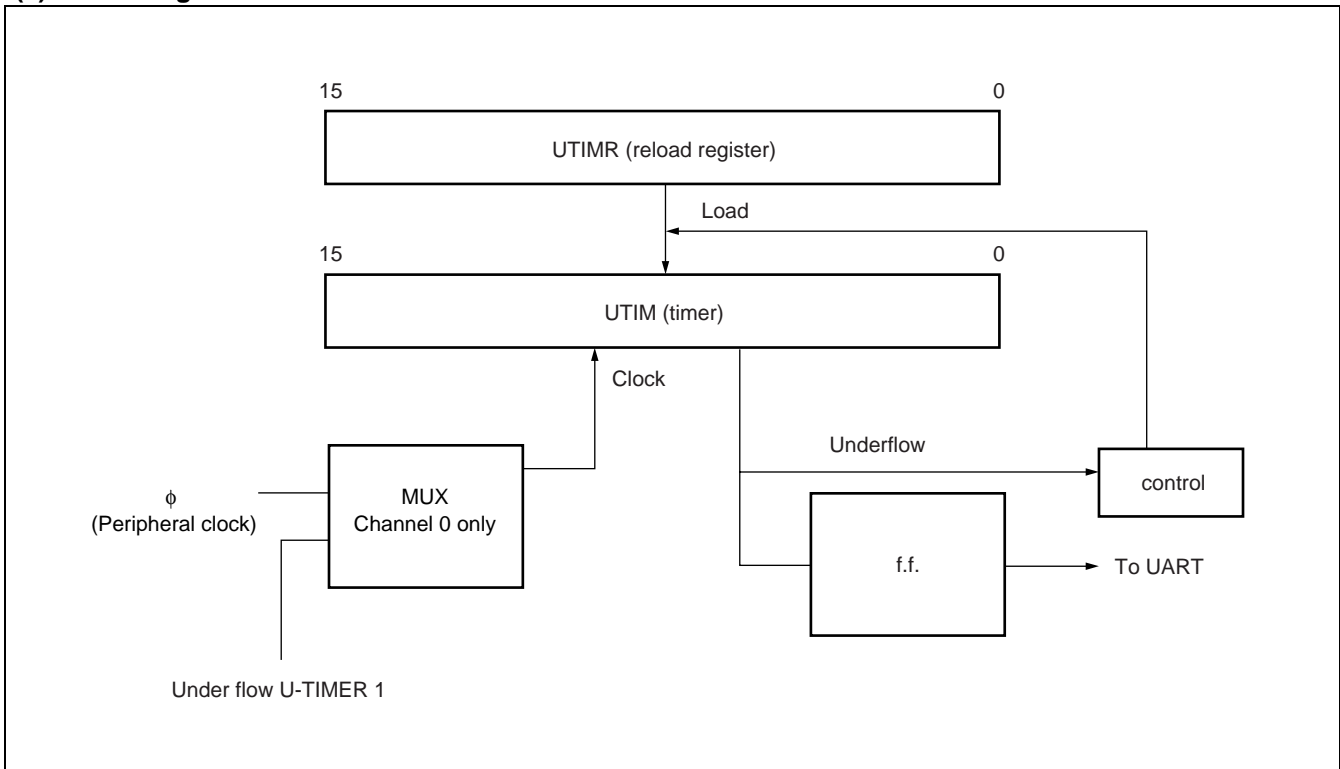 15 0
UTIMR (reload register)
Load
15 0
UTIM (timer)
Clock
Underflow
control
φ
(Peripheral clock)
MUX
Channel 0 only
f.f.
To UART
Under flow U-TIMER 1